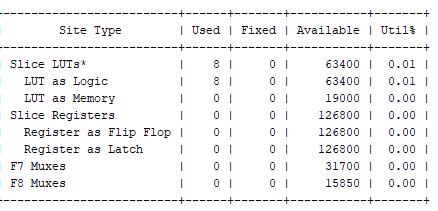 +-------------------------+------+-------+-----------+-------+
|        Site Type        | Used | Fixed | Available | Util% |
+-------------------------+------+-------+-----------+-------+
| Slice LUTs*             |    8 |     0 |     63400 |  0.01 |
|   LUT as Logic          |    8 |     0 |     63400 |  0.01 |
|   LUT as Memory         |    0 |     0 |     19000 |  0.00 |
| Slice Registers         |    0 |     0 |    126800 |  0.00 |
|   Register as Flip Flop |    0 |     0 |    126800 |  0.00 |
|   Register as Latch     |    0 |     0 |    126800 |  0.00 |
| F7 Muxes                |    0 |     0 |     31700 |  0.00 |
| F8 Muxes                |    0 |     0 |     15850 |  0.00 |
+-------------------------+------+-------+-----------+-------+